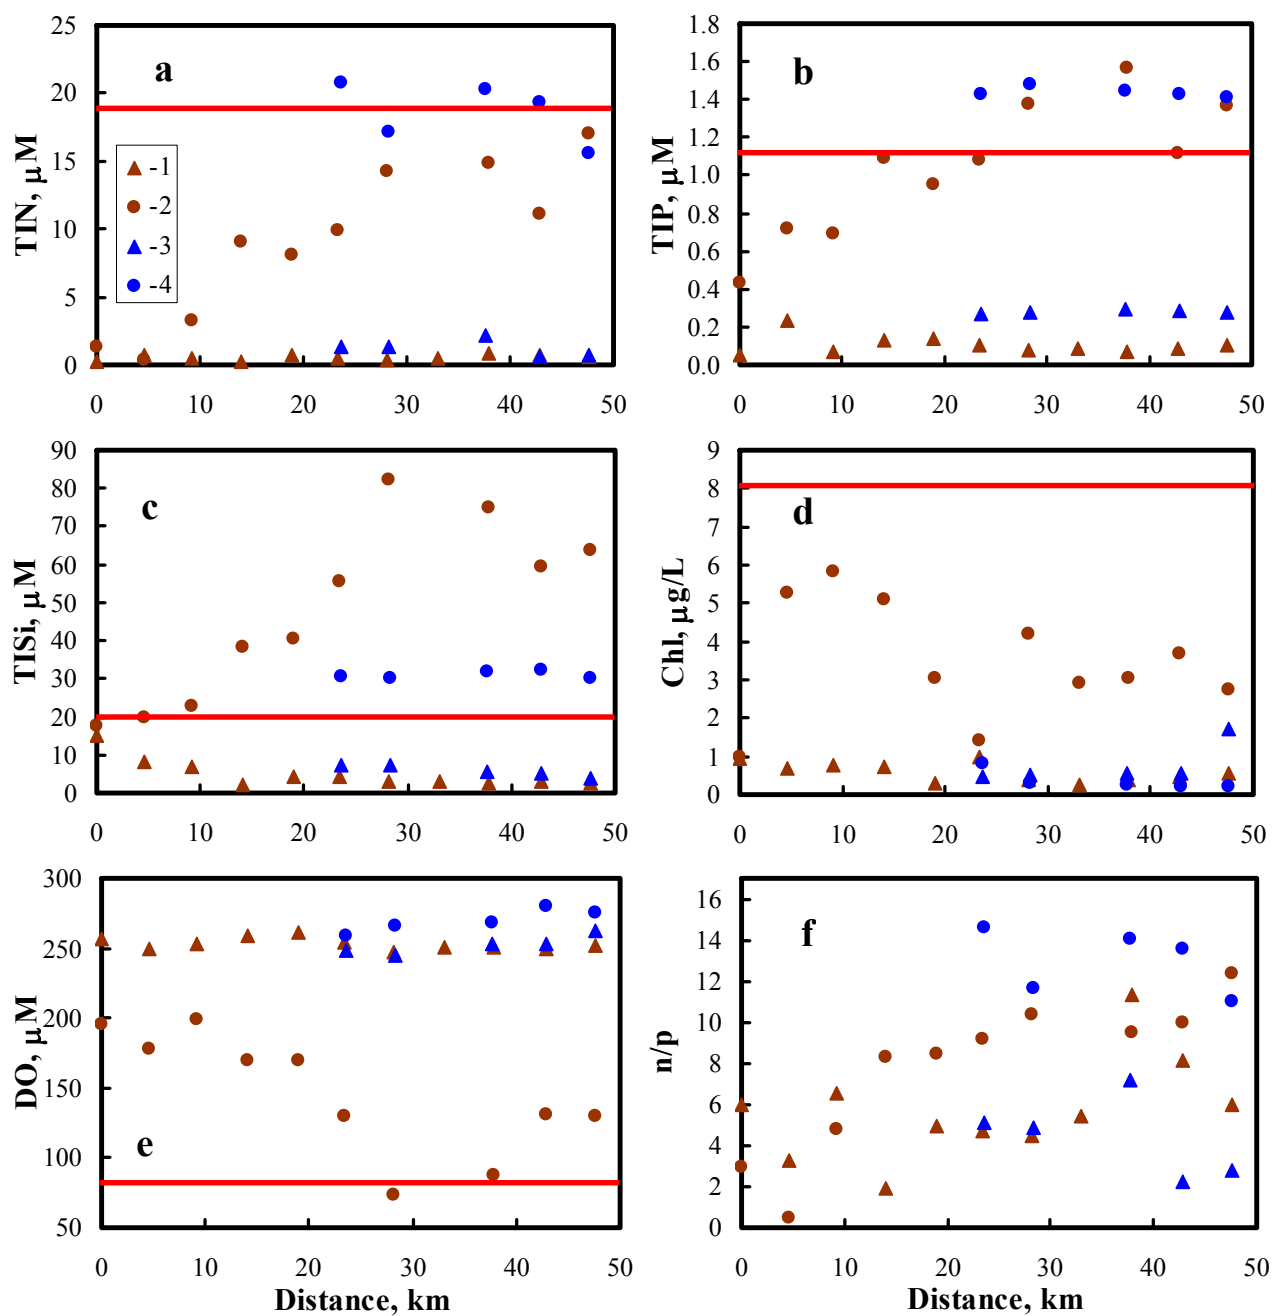 25
20
15
10
5
0
TIN, μM
a
-1
-2
-3
-4
0 10 20 30 40 50
1.8
1.6
1.4
1.2
1.0
0.8
0.6
0.4
0.2
0.0
TIP, μM
b
0 10 20 30 40 50
90
80
70
60
50
40
30
20
10
0
TISi, μM
c
0 10 20 30 40 50
9
8
7
6
5
4
3
2
1
0
Chl, μg/L
d
0 10 20 30 40 50
300
250
200
150
100
50
DO, μM
e
0 10 20 30 40 50
Distance, km
16
14
12
10
8
6
4
2
0
n/p
f
0 10 20 30 40 50
Distance, km